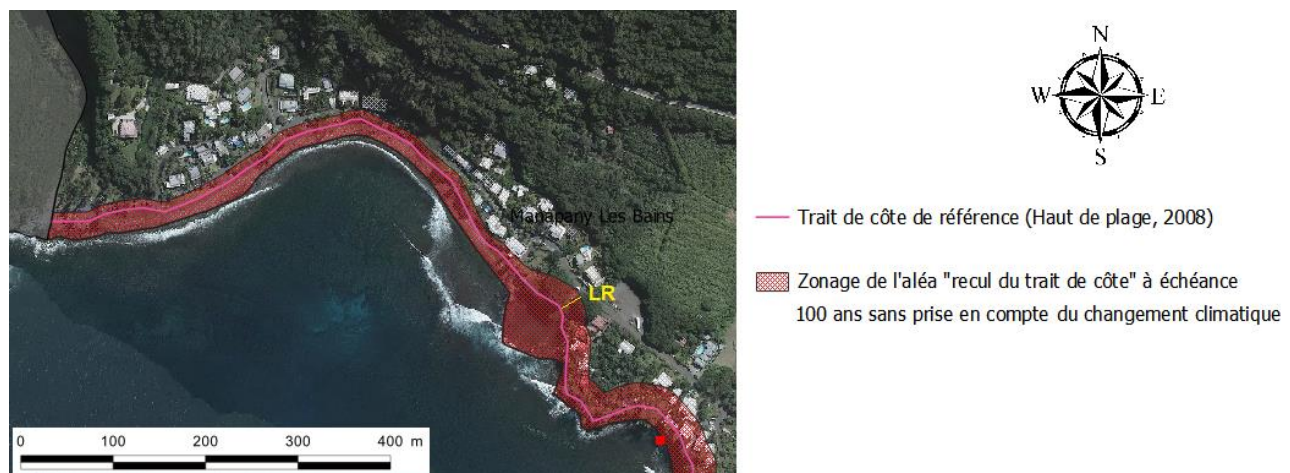 N
W E
S
Manapany Les Bains
LR
Trait de côte de référence (Haut de plage, 2008)
Zonage de l'aléa "recul du trait de côte" à échéance
100 ans sans prise en compte du changement climatique
0 100 200 300 400 m